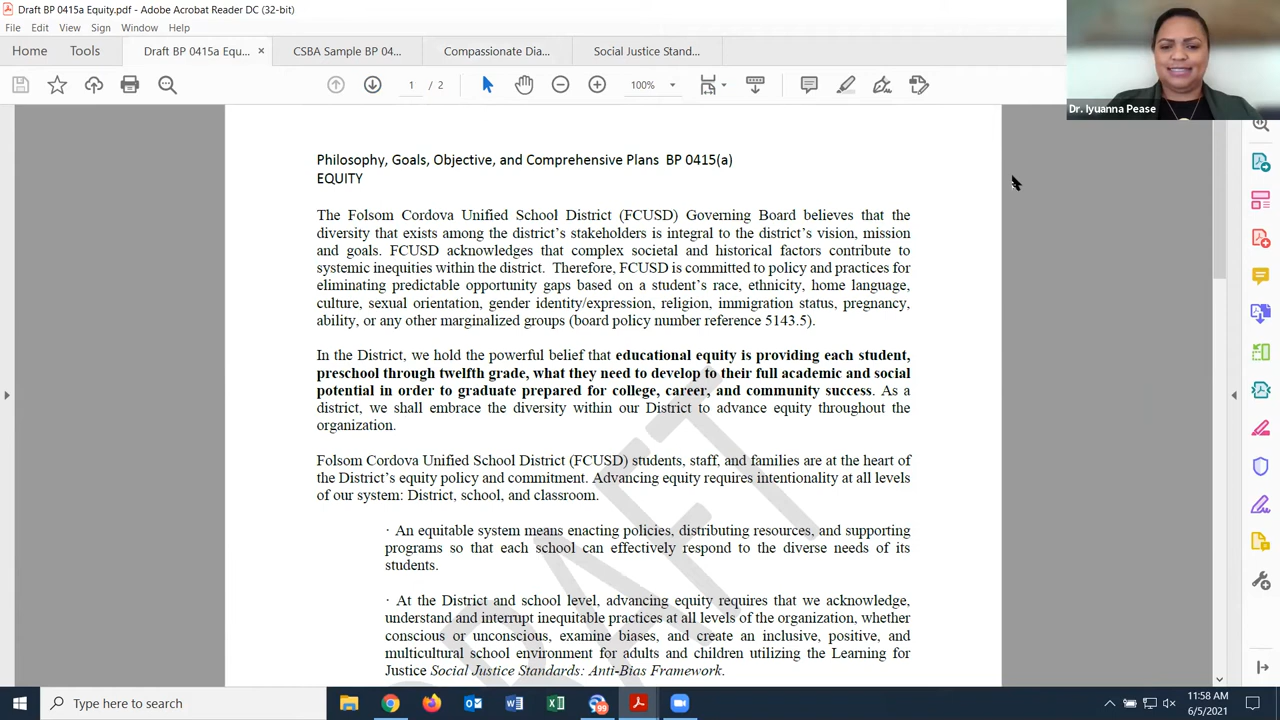 Draft BP 0415a Equity.pdf - Adobe Acrobat Reader DC (32-bit)
File Edit View Sign Window Help
Home Tools Draft BP 0415a Equ... × CSBA Sample BP 04... Compassionate Dia... Social Justice Stand...
1 / 2 100%
Dr. Iyuanna Pease
Philosophy, Goals, Objective, and Comprehensive Plans BP 0415(a)
EQUITY
The Folsom Cordova Unified School District (FCUSD) Governing Board believes that the
diversity that exists among the district's stakeholders is integral to the district's vision, mission
and goals. FCUSD acknowledges that complex societal and historical factors contribute to
systemic inequities within the district. Therefore, FCUSD is committed to policy and practices for
eliminating predictable opportunity gaps based on a student's race, ethnicity, home language,
culture, sexual orientation, gender identity/expression, religion, immigration status, pregnancy,
ability, or any other marginalized groups (board policy number reference 5143.5).
In the District, we hold the powerful belief that educational equity is providing each student,
preschool through twelfth grade, what they need to develop to their full academic and social
potential in order to graduate prepared for college, career, and community success. As a
district, we shall embrace the diversity within our District to advance equity throughout the
organization.
Folsom Cordova Unified School District (FCUSD) students, staff, and families are at the heart of
the District's equity policy and commitment. Advancing equity requires intentionality at all levels
of our system: District, school, and classroom.
· An equitable system means enacting policies, distributing resources, and supporting
programs so that each school can effectively respond to the diverse needs of its
students.
· At the District and school level, advancing equity requires that we acknowledge,
understand and interrupt inequitable practices at all levels of the organization, whether
conscious or unconscious, examine biases, and create an inclusive, positive, and
multicultural school environment for adults and children utilizing the Learning for
Justice Social Justice Standards: Anti-Bias Framework.
DRAFT
Type here to search
99
11:58 AM
6/5/2021